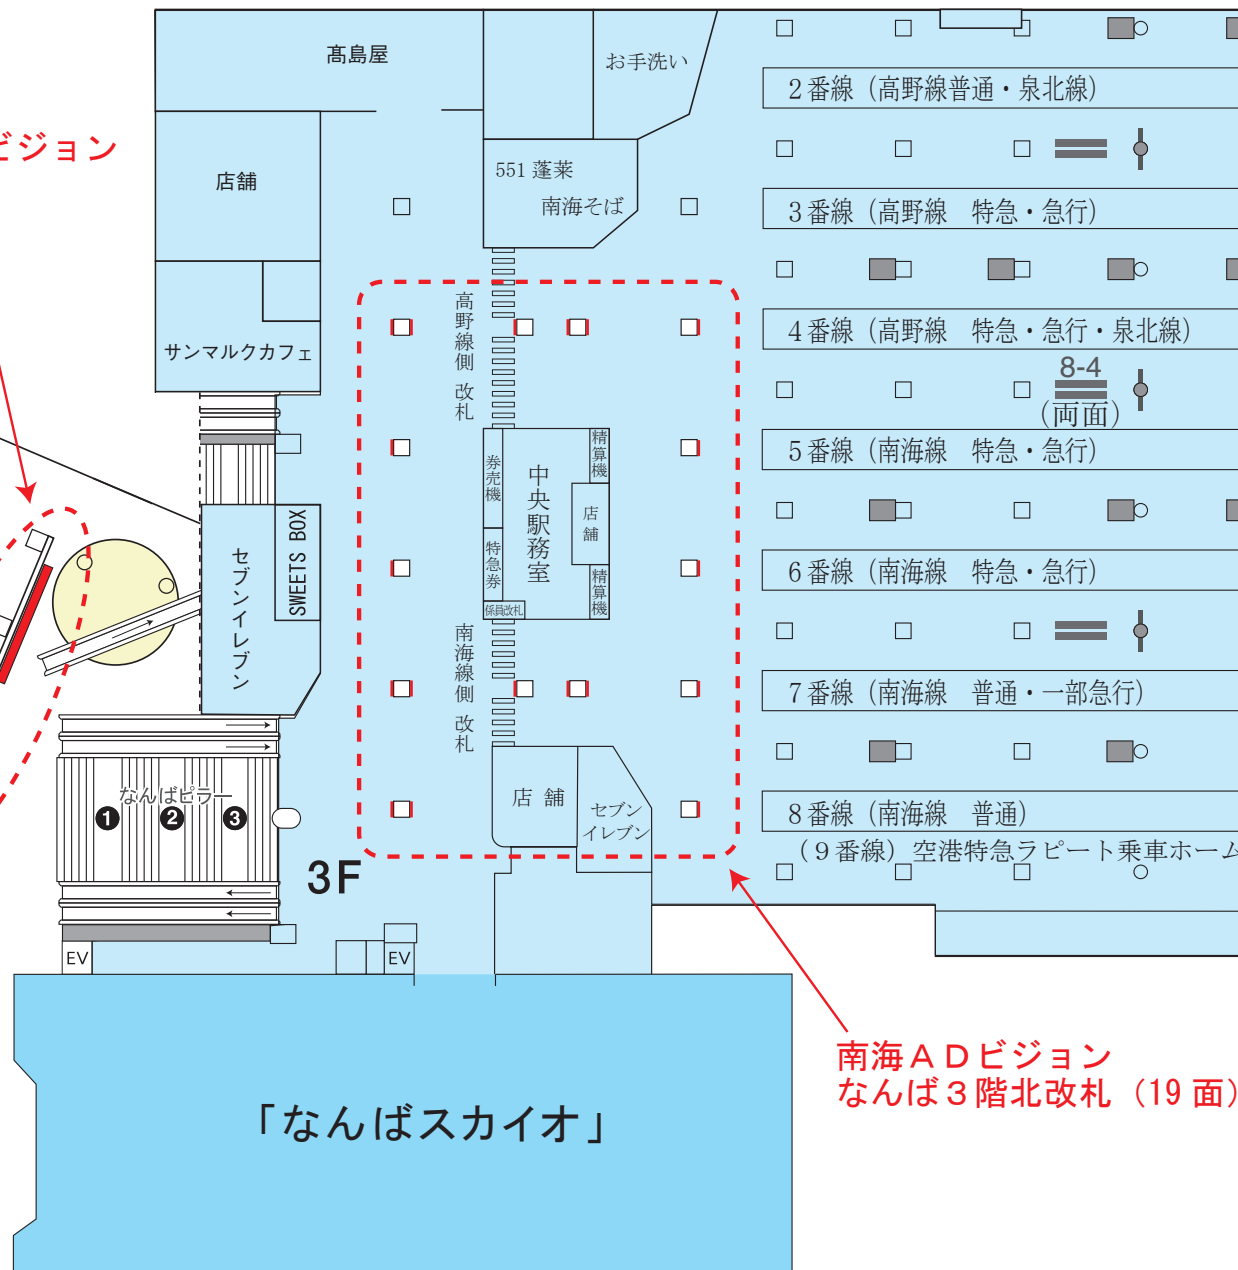 髙島屋
お手洗い
2番線（高野線普通・泉北線）
ビジョン
店舗
551 蓬莱
南海そば
3番線（高野線　特急・急行）
高野線側 改札
サンマルクカフェ
4番線（高野線　特急・急行・泉北線）
8-4
（両面）
5番線（南海線　特急・急行）
精算機
券売機
中央駅務室
店舗
特急券
精算機
係員改札
SWEETS BOX
セブンイレブン
6番線（南海線　特急・急行）
南海線側 改札
7番線（南海線　普通・一部急行）
なんばピラー
1
2
3
店 舗
セブン
イレブン
8番線（南海線　普通）
（９番線）空港特急ラピート乗車ホーム
3F
EV
EV
南海ＡＤビジョン
なんば３階北改札（19 面）
「なんばスカイオ」